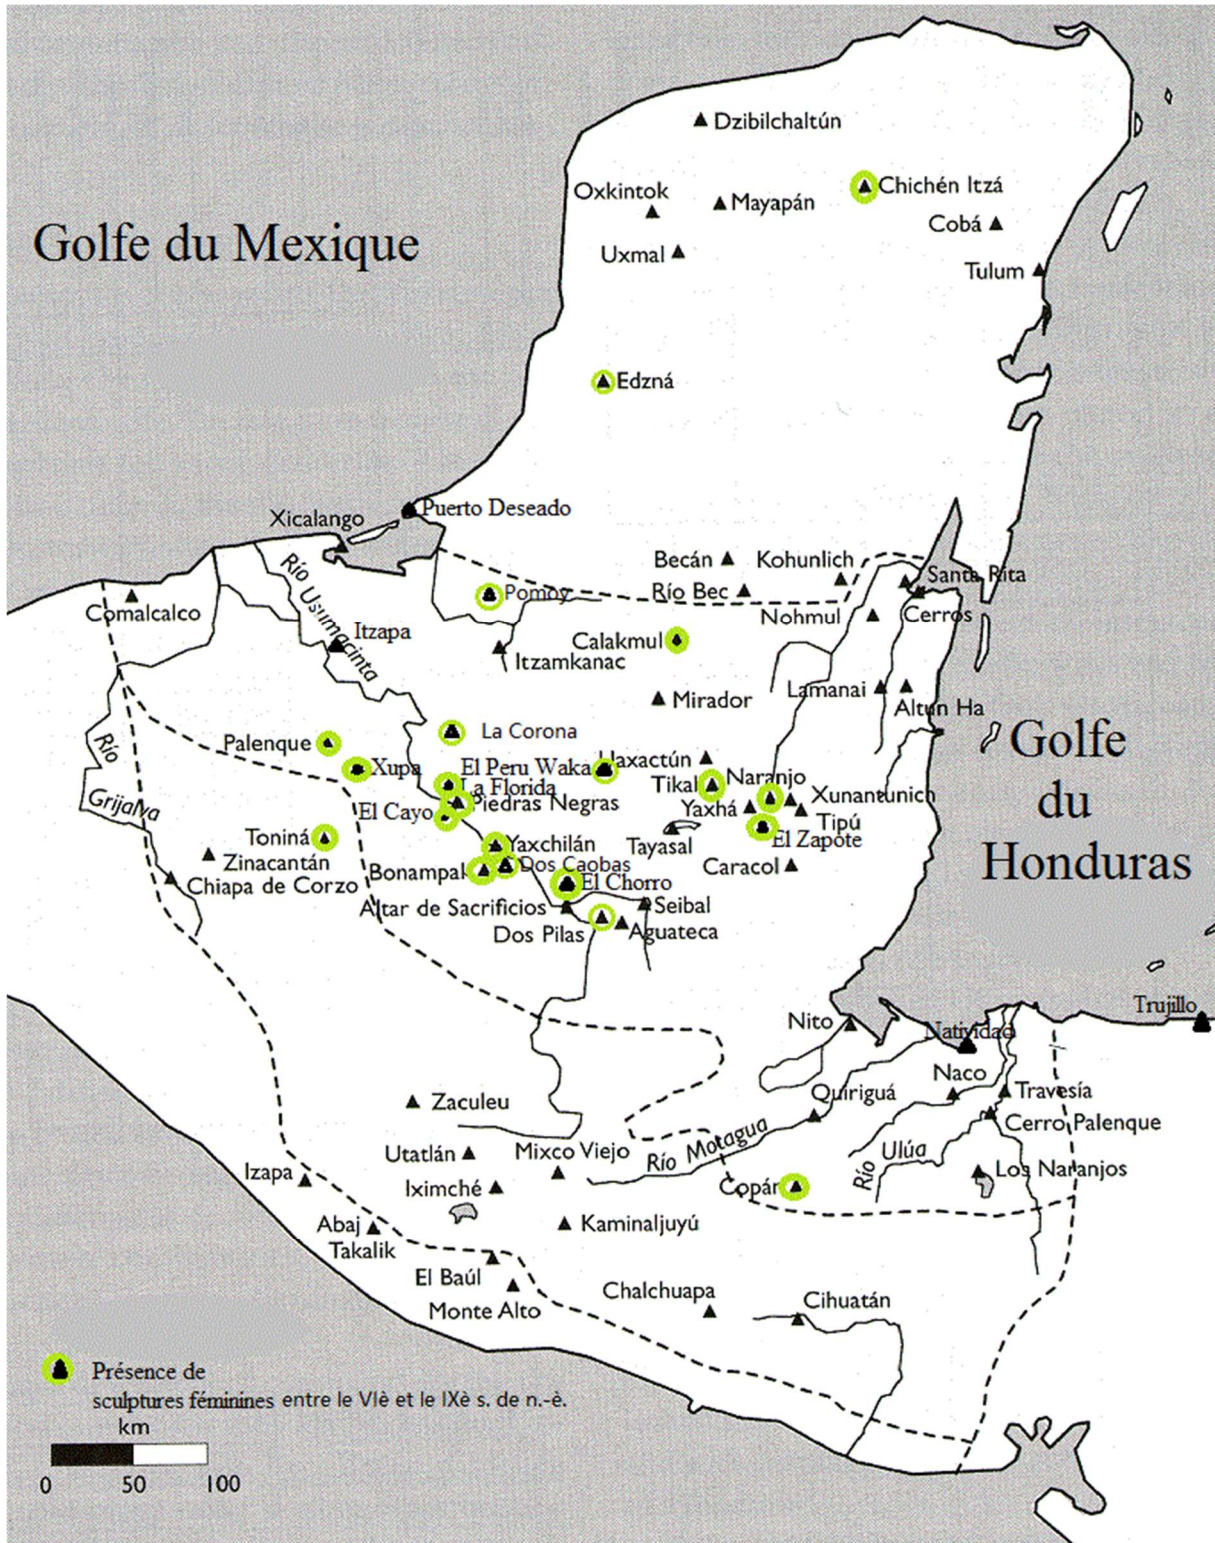 Dzibilchaltún
Oxkintok
Mayapán
Chichén Itzá
Cobá
Golfe du Mexique
Uxmal
Tulum
Edzná
Puerto Deseado
Xicalango
Becán
Kohunlich
Santa Rita
Río Usumacinta
Pomoy
Río Bec
Nohmul
Cerros
Comalcalco
Itzapa
Calakmul
Itzamkanac
Mirador
Lamanai
Altun Ha
Río
Grijalva
Palenque
La Corona
Golfe
du
Honduras
Xupa
El Peru Waka
Uaxactún
Tikal
Naranjo
La Florida
Piedras Negras
Xunantunich
El Cayo
Yaxhá
Tipú
Toniná
Yaxchilán
Tayasal
El Zapote
Zinacantán
Bonampak
Dos Caobas
Caracol
Chiapa de Corzo
El Chorro
Altar de Sacrificios
Seibal
Dos Pilas
Aguateca
Trujillo
Nito
Natividad
Naco
Zaculeu
Quiriguá
Travesía
Cerro Palenque
Utatlán
Mixco Viejo
Río Motagua
Río Ulúa
Los Naranjos
Izapa
Iximché
Copán
Abaj
Takalik
Kaminaljuyú
El Baúl
Monte Alto
Chalchuapa
Cihuatán
Présence de
sculptures féminines entre le VIè et le IXè s. de n.-è.
km
0 50 100